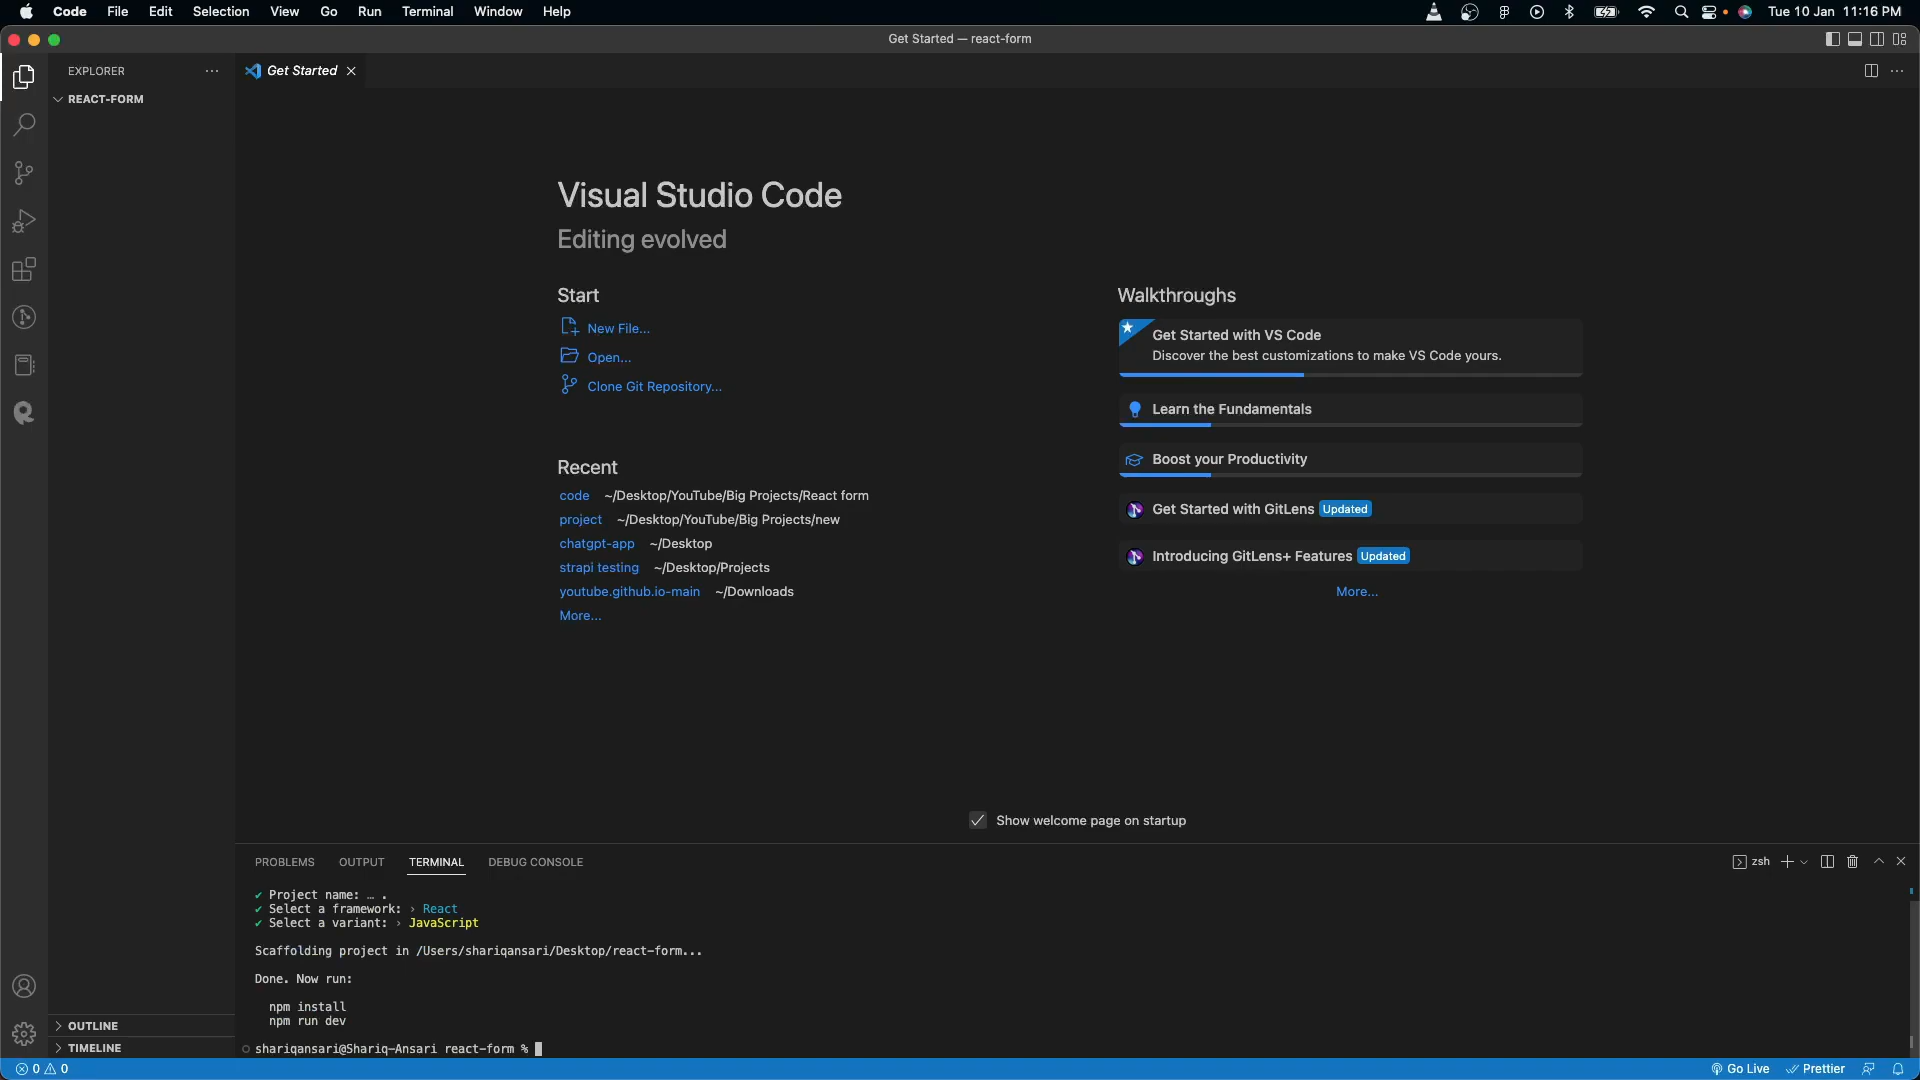 Code File Edit Selection View Go Run Terminal Window Help Tue 10 Jan 11:16 PM
Get Started — react-form
EXPLORER
REACT-FORM
Get Started
Visual Studio Code
Editing evolved
Start
New File...
Open...
Clone Git Repository...
Recent
code ~/Desktop/YouTube/Big Projects/React form
project ~/Desktop/YouTube/Big Projects/new
chatgpt-app ~/Desktop
strapi testing ~/Desktop/Projects
youtube.github.io-main ~/Downloads
More...
Walkthroughs
Get Started with VS Code
Discover the best customizations to make VS Code yours.
Learn the Fundamentals
Boost your Productivity
Get Started with GitLens Updated
Introducing GitLens+ Features Updated
More...
Show welcome page on startup
PROBLEMS OUTPUT TERMINAL DEBUG CONSOLE zsh
✔ Project name: … .
✔ Select a framework: › React
✔ Select a variant: › JavaScript
Scaffolding project in /Users/shariqansari/Desktop/react-form...
Done. Now run:
npm install
npm run dev
shariqansari@Shariq-Ansari react-form %
OUTLINE
TIMELINE
0 0 Go Live Prettier